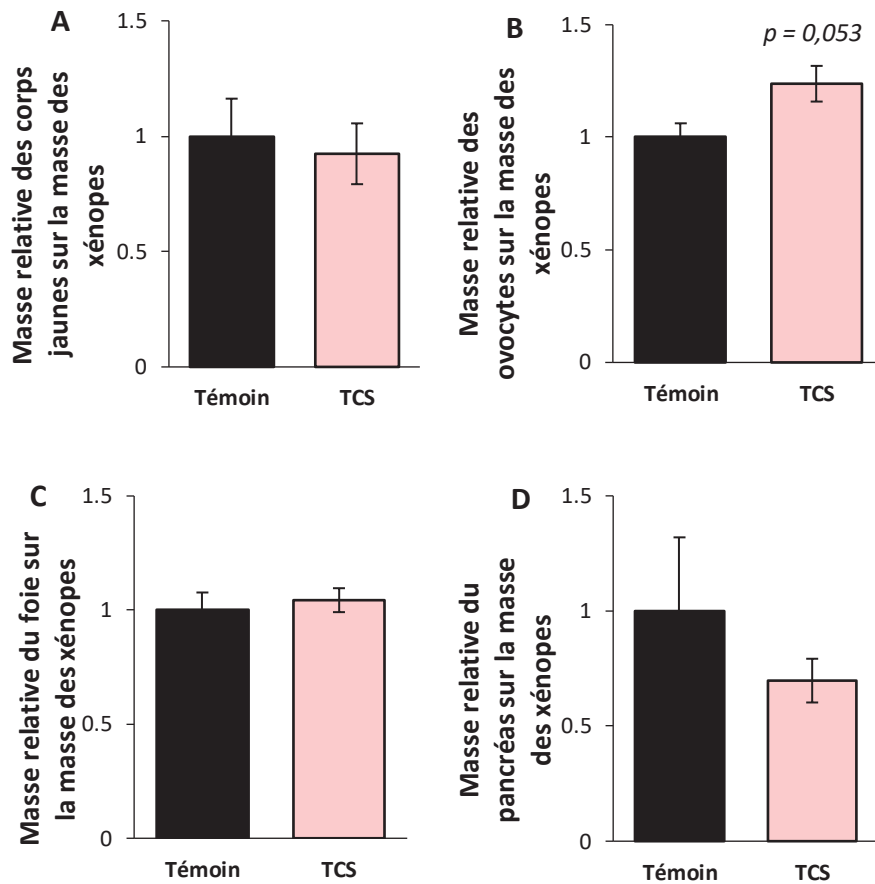 A
Masse relative des corps
jaunes sur la masse des
xénopes
1.5
1
0.5
0
Témoin
TCS
B
Masse relative des
ovocytes sur la masse des
xénopes
1.5
1
0.5
0
p = 0,053
Témoin
TCS
C
Masse relative du foie sur
la masse des xénopes
1.5
1
0.5
0
Témoin
TCS
D
Masse relative du
pancréas sur la masse
des xénopes
1.5
1
0.5
0
Témoin
TCS